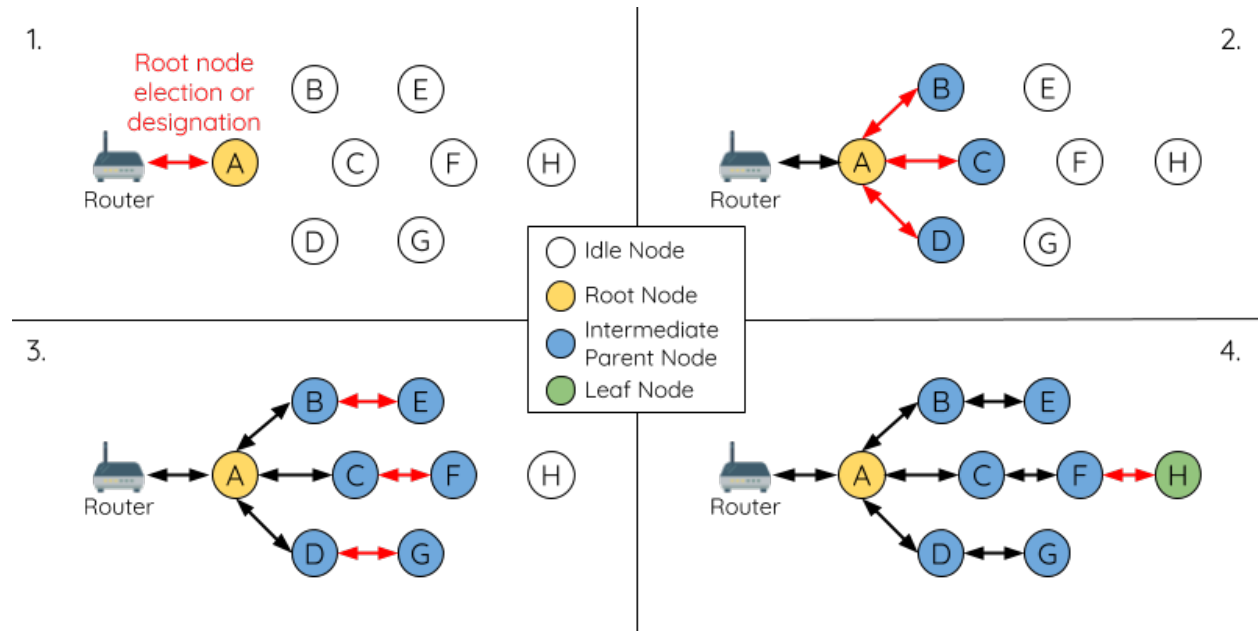 1.
Root node
election or
designation
B
E
A
C
F
H
Router
D
G
2.
B
E
A
C
F
H
Router
D
G
Idle Node
Root Node
Intermediate
Parent Node
Leaf Node
3.
B
E
A
C
F
H
Router
D
G
4.
B
E
A
C
F
H
Router
D
G